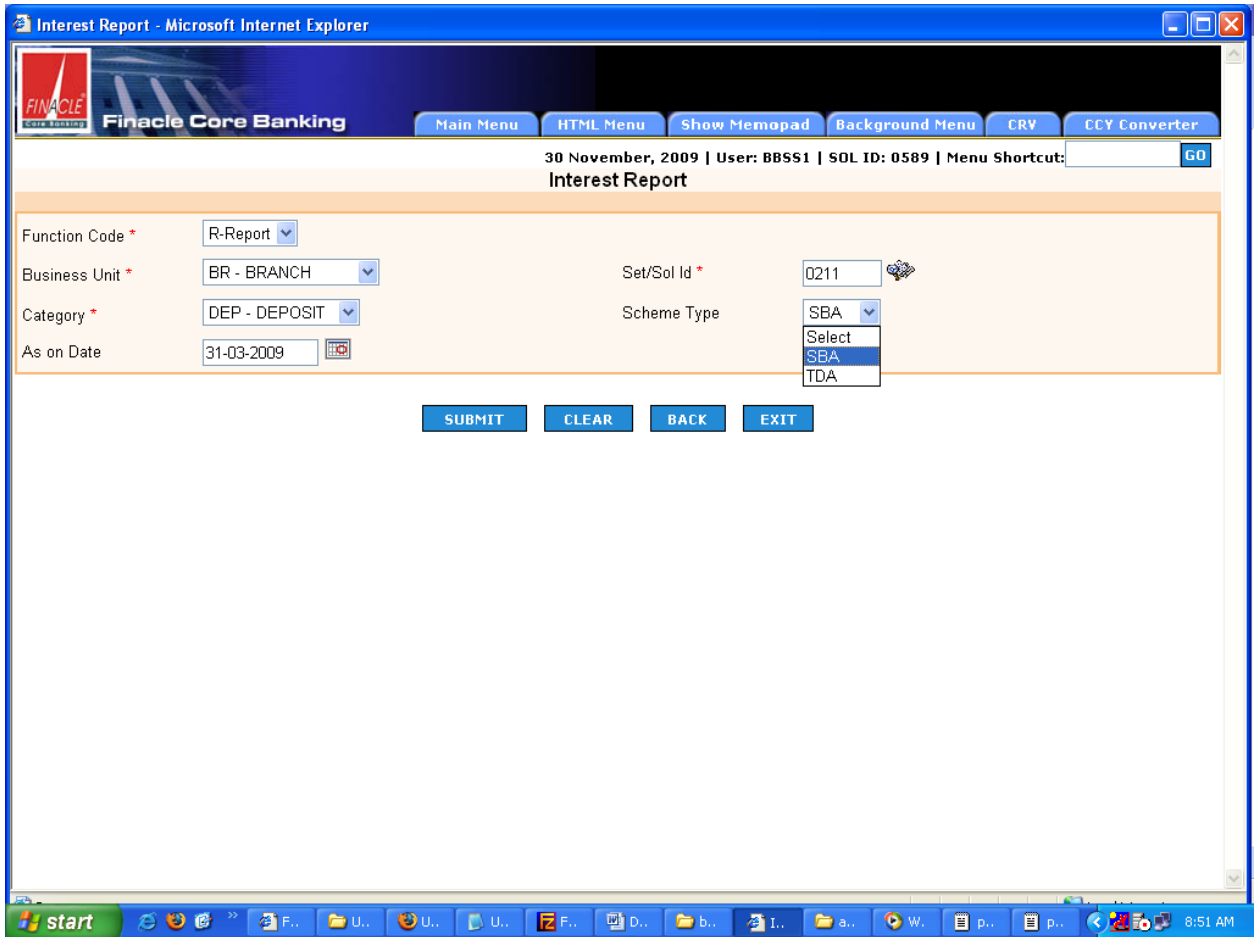 Interest Report - Microsoft Internet Explorer
FINACLE
Core Banking
Finacle Core Banking
Main Menu HTML Menu Show Memopad Background Menu CRV CCY Converter
30 November, 2009 | User: BBSS1 | SOL ID: 0589 | Menu Shortcut: GO
Interest Report
Function Code * R-Report
Business Unit * BR - BRANCH Set/Sol Id * 0211
Category * DEP - DEPOSIT Scheme Type SBA
Select
As on Date 31-03-2009 SBA
TDA
SUBMIT CLEAR BACK EXIT
start F.. U.. U.. U.. F.. D.. b.. I.. a.. W.. p.. p.. 8:51 AM